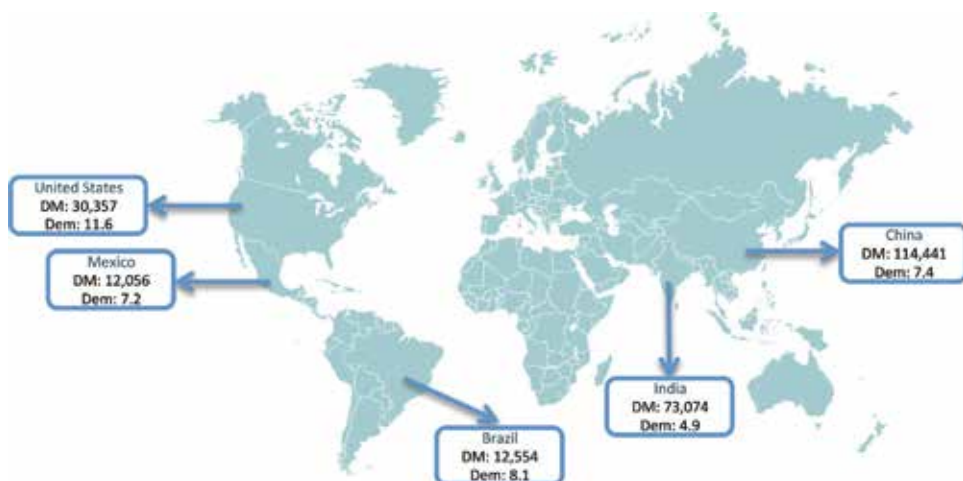 United States
DM: 30,357
Dem: 11.6
Mexico
DM: 12,056
Dem: 7.2
China
DM: 114,441
Dem: 7.4
India
DM: 73,074
Dem: 4.9
Brazil
DM: 12,554
Dem: 8.1